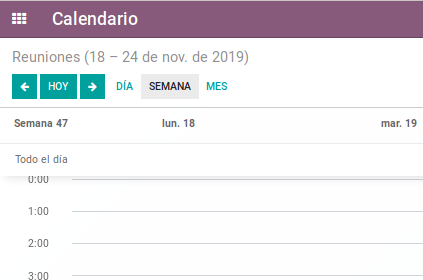 Calendario
Reuniones (18 – 24 de nov. de 2019)
HOY DÍA SEMANA MES
Semana 47 lun. 18 mar. 19
Todo el día
0:00
1:00
2:00
3:00